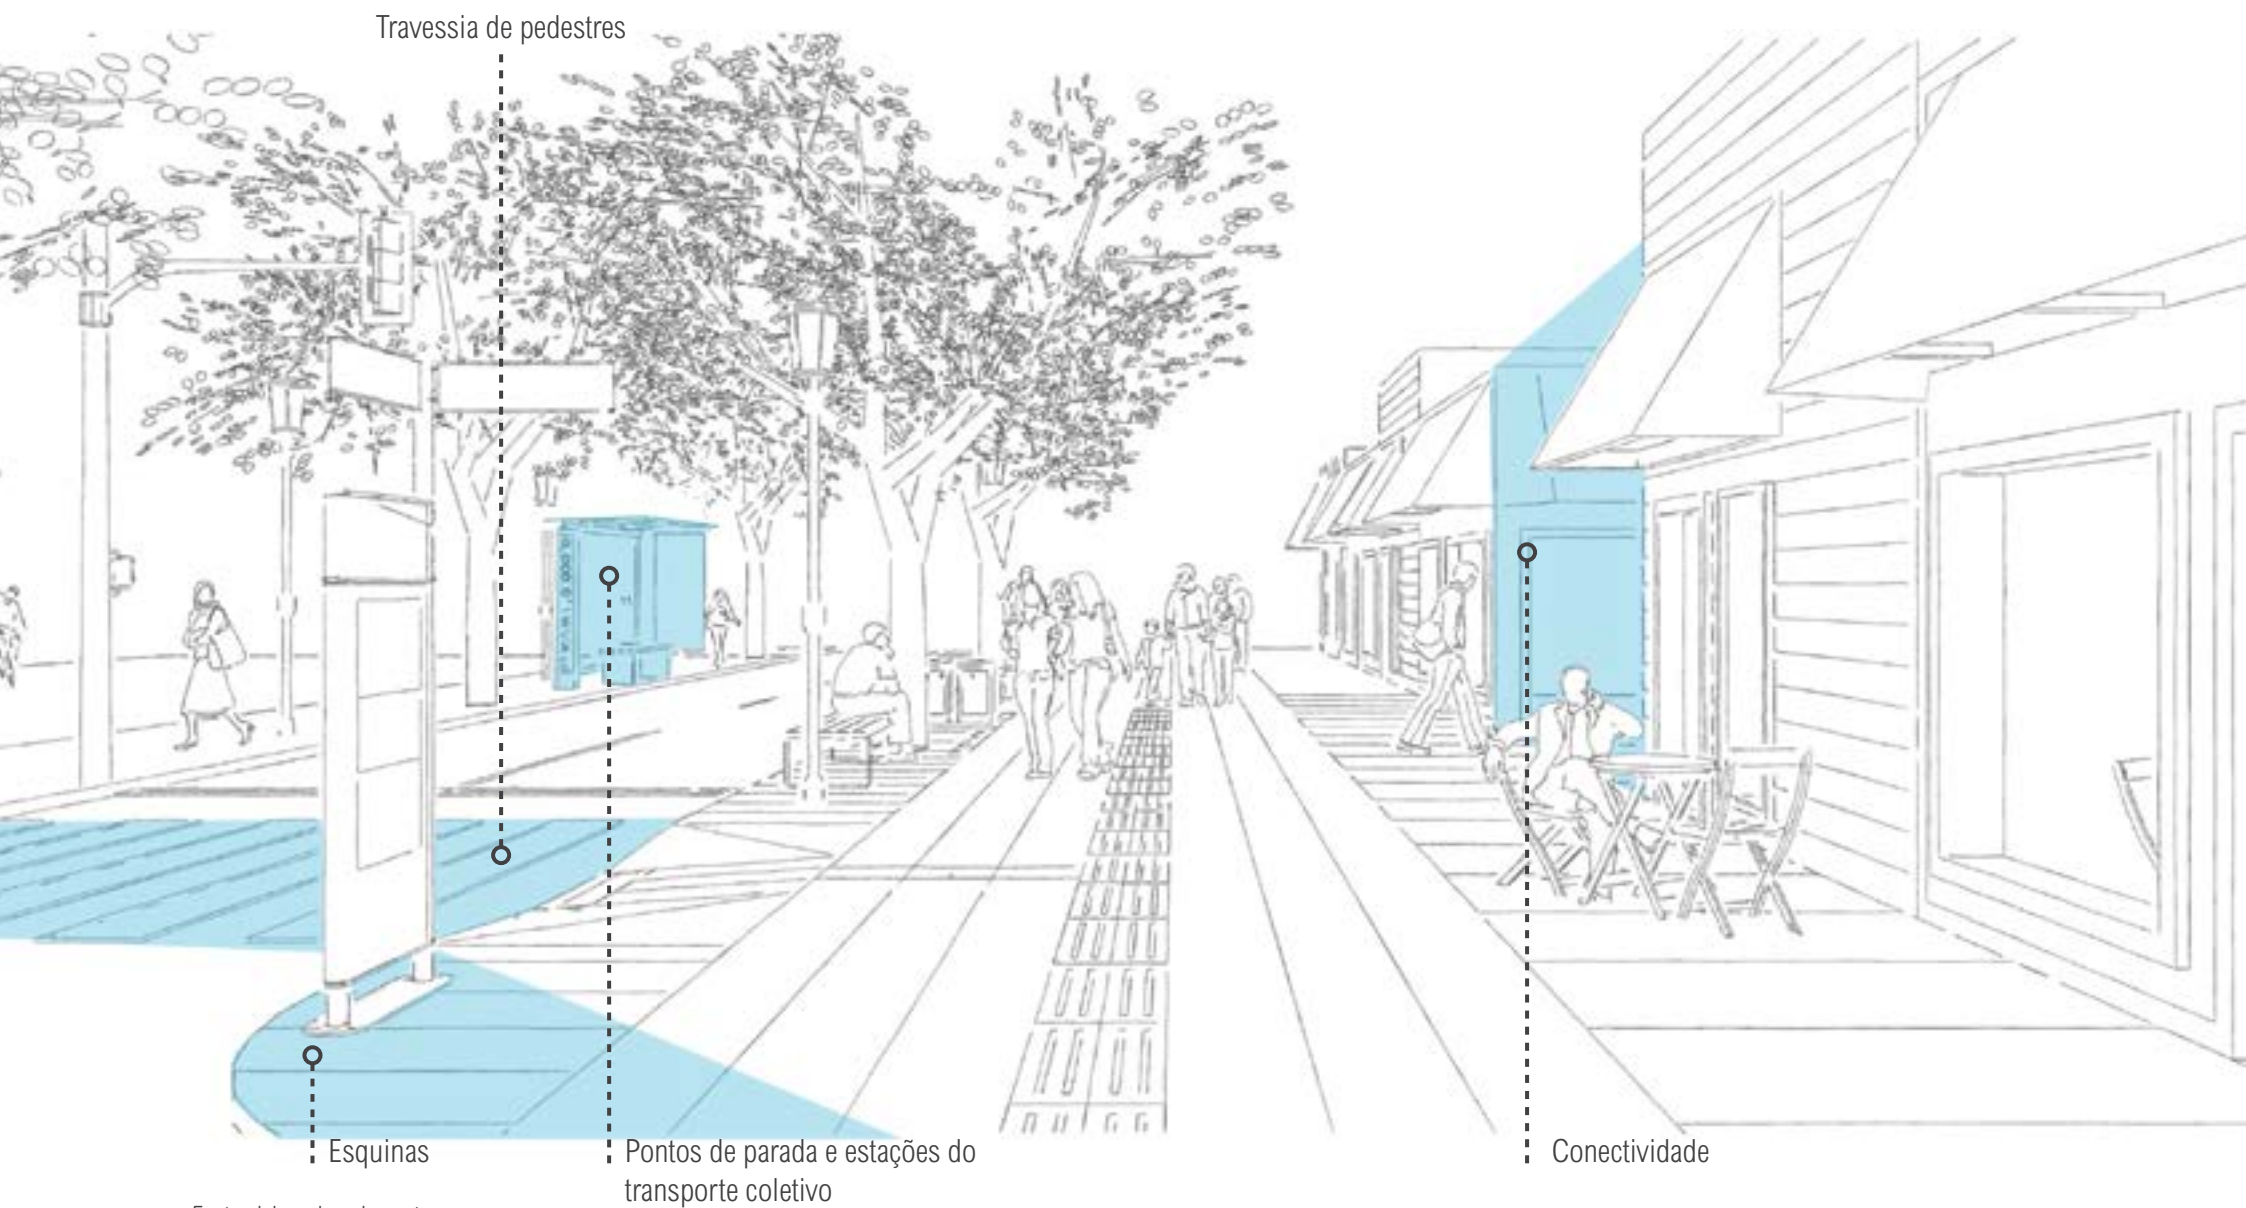 Travessia de pedestres
Esquinas
Pontos de parada e estações do
transporte coletivo
Conectividade